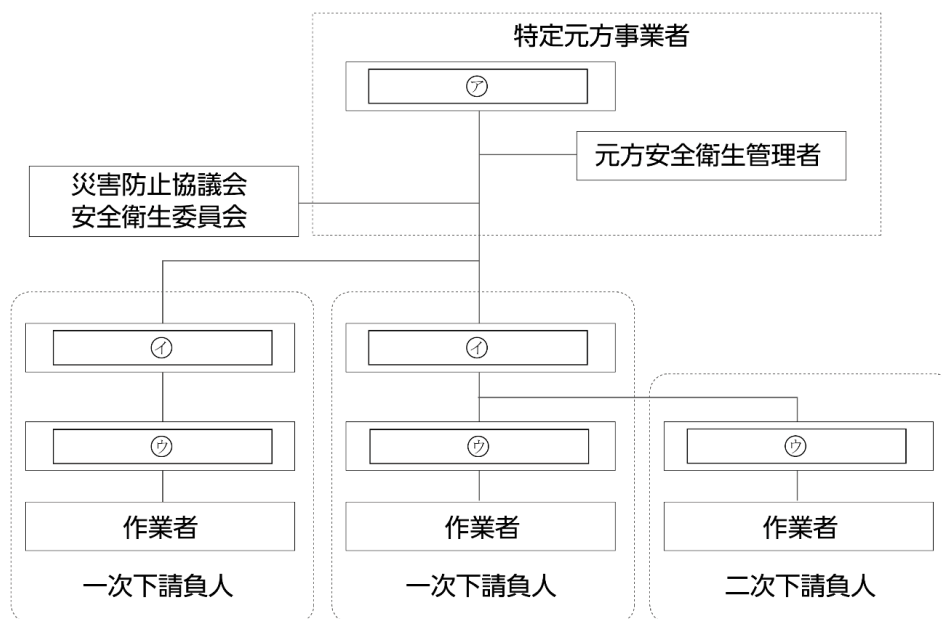 特定元方事業者
㋐
元方安全衛生管理者
災害防止協議会
安全衛生委員会
㋑
㋑
㋒
㋒
㋒
作業者
作業者
作業者
一次下請負人
一次下請負人
二次下請負人